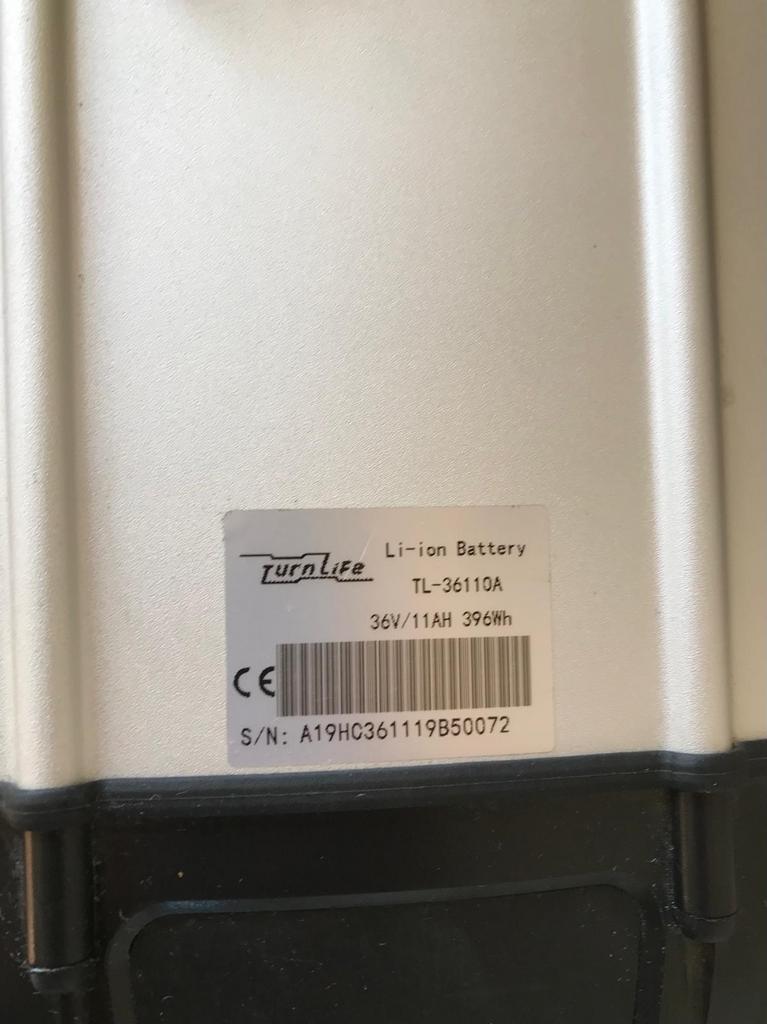 TurnLife
Li-ion Battery
TL-36110A
36V/11AH 396Wh
CE
S/N: A19HC361119B50072